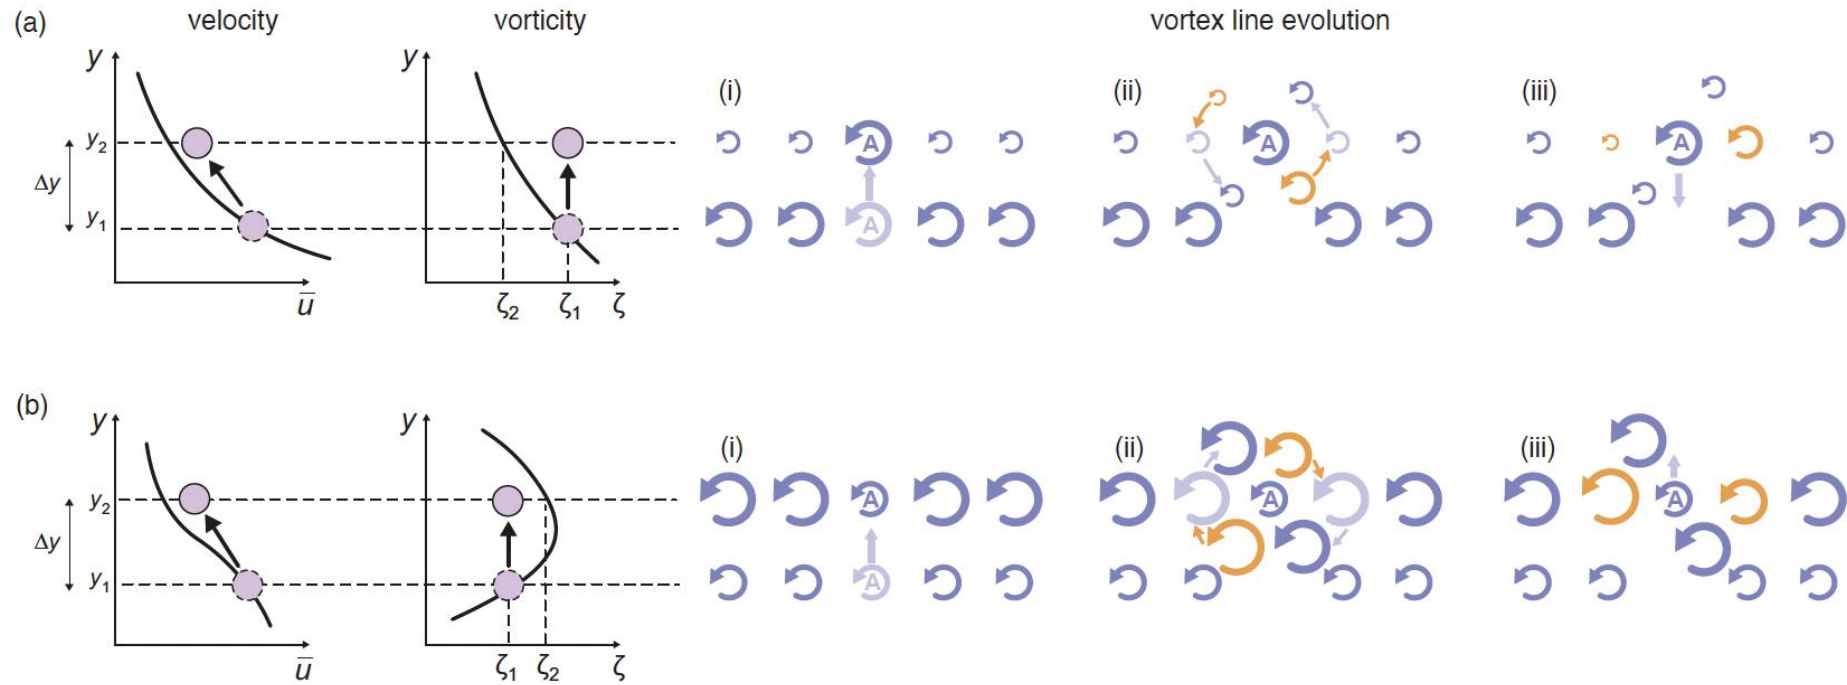 (a)
velocity
vorticity
vortex line evolution
y
y
y₂
Δy
y₁
u̅
ζ₂
ζ₁
ζ
(i)
A
A
(ii)
A
(iii)
A
(b)
y
y
y₂
Δy
y₁
u̅
ζ₁
ζ₂
ζ
(i)
A
A
(ii)
A
(iii)
A